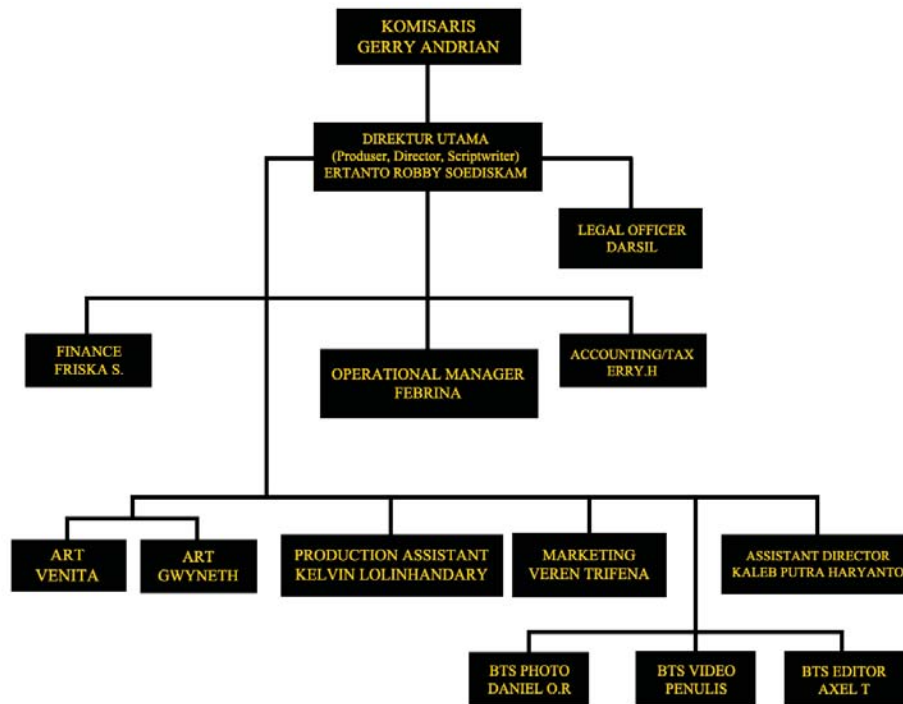 KOMISARIS
GERRY ANDRIAN
DIREKTUR UTAMA
(Produser, Director, Scriptwriter)
ERTANTO ROBBY SOEDISKAM
LEGAL OFFICER
DARSIL
FINANCE
FRISKA S.
OPERATIONAL MANAGER
FEBRINA
ACCOUNTING/TAX
ERRY.H
ART
VENITA
ART
GWYNETH
PRODUCTION ASSISTANT
KELVIN LOLINHANDARY
MARKETING
VEREN TRIFENA
ASSISTANT DIRECTOR
KALEB PUTRA HARYANTO
BTS PHOTO
DANIEL O.R
BTS VIDEO
PENULIS
BTS EDITOR
AXEL T